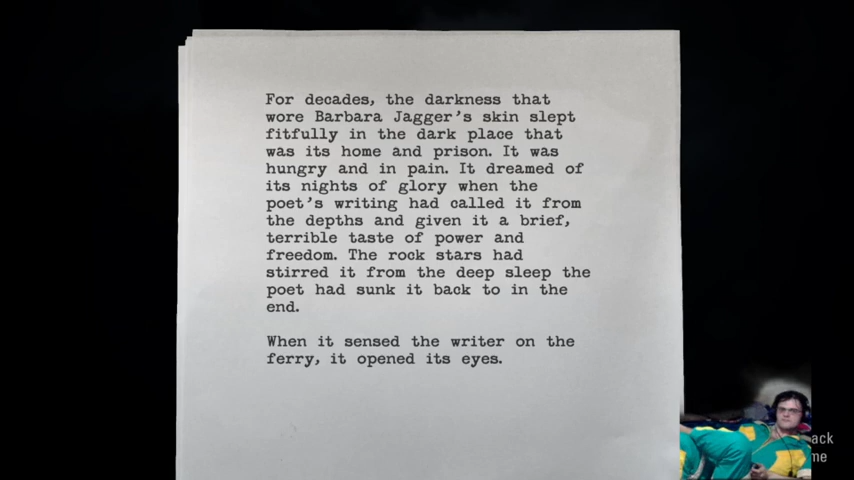 For decades, the darkness that
wore Barbara Jagger's skin slept
fitfully in the dark place that
was its home and prison. It was
hungry and in pain. It dreamed of
its nights of glory when the
poet's writing had called it from
the depths and given it a brief,
terrible taste of power and
freedom. The rock stars had
stirred it from the deep sleep the
poet had sunk it back to in the
end.
When it sensed the writer on the
ferry, it opened its eyes.